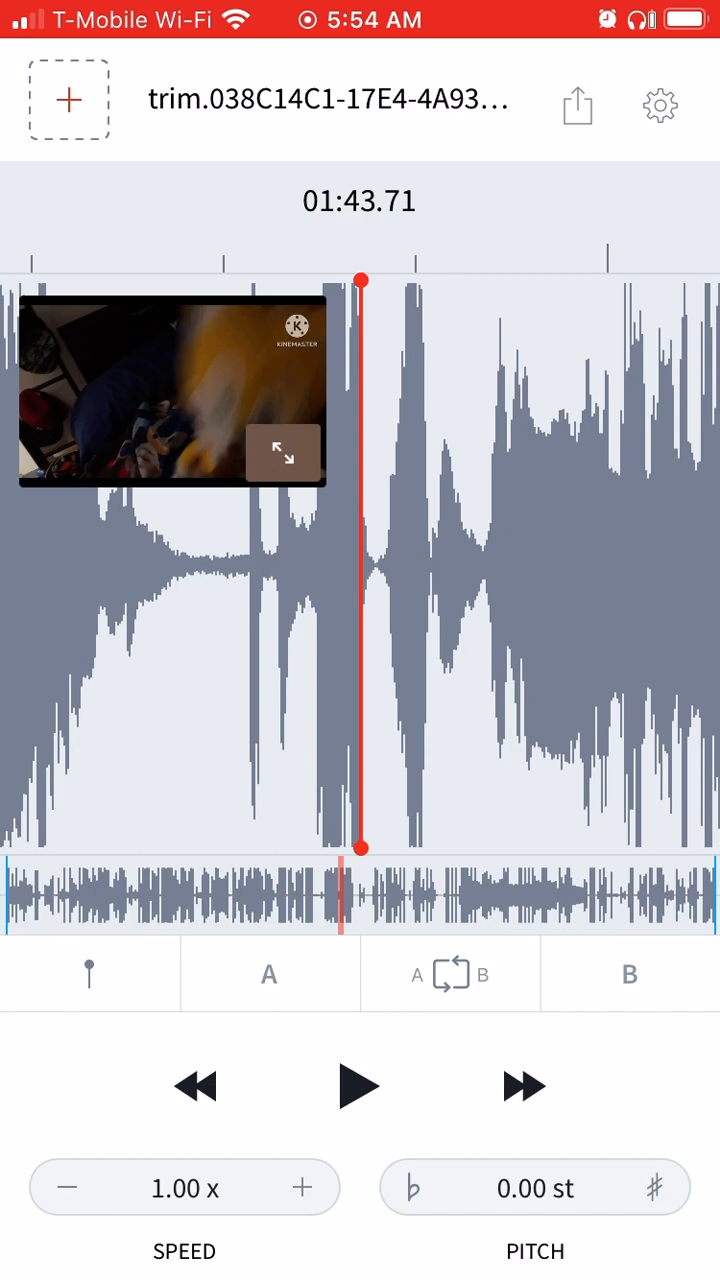 T-Mobile Wi-Fi 5:54 AM
trim.038C14C1-17E4-4A93...
01:43.71
K
KINEMASTER
A A B B
1.00 x 0.00 st
SPEED PITCH